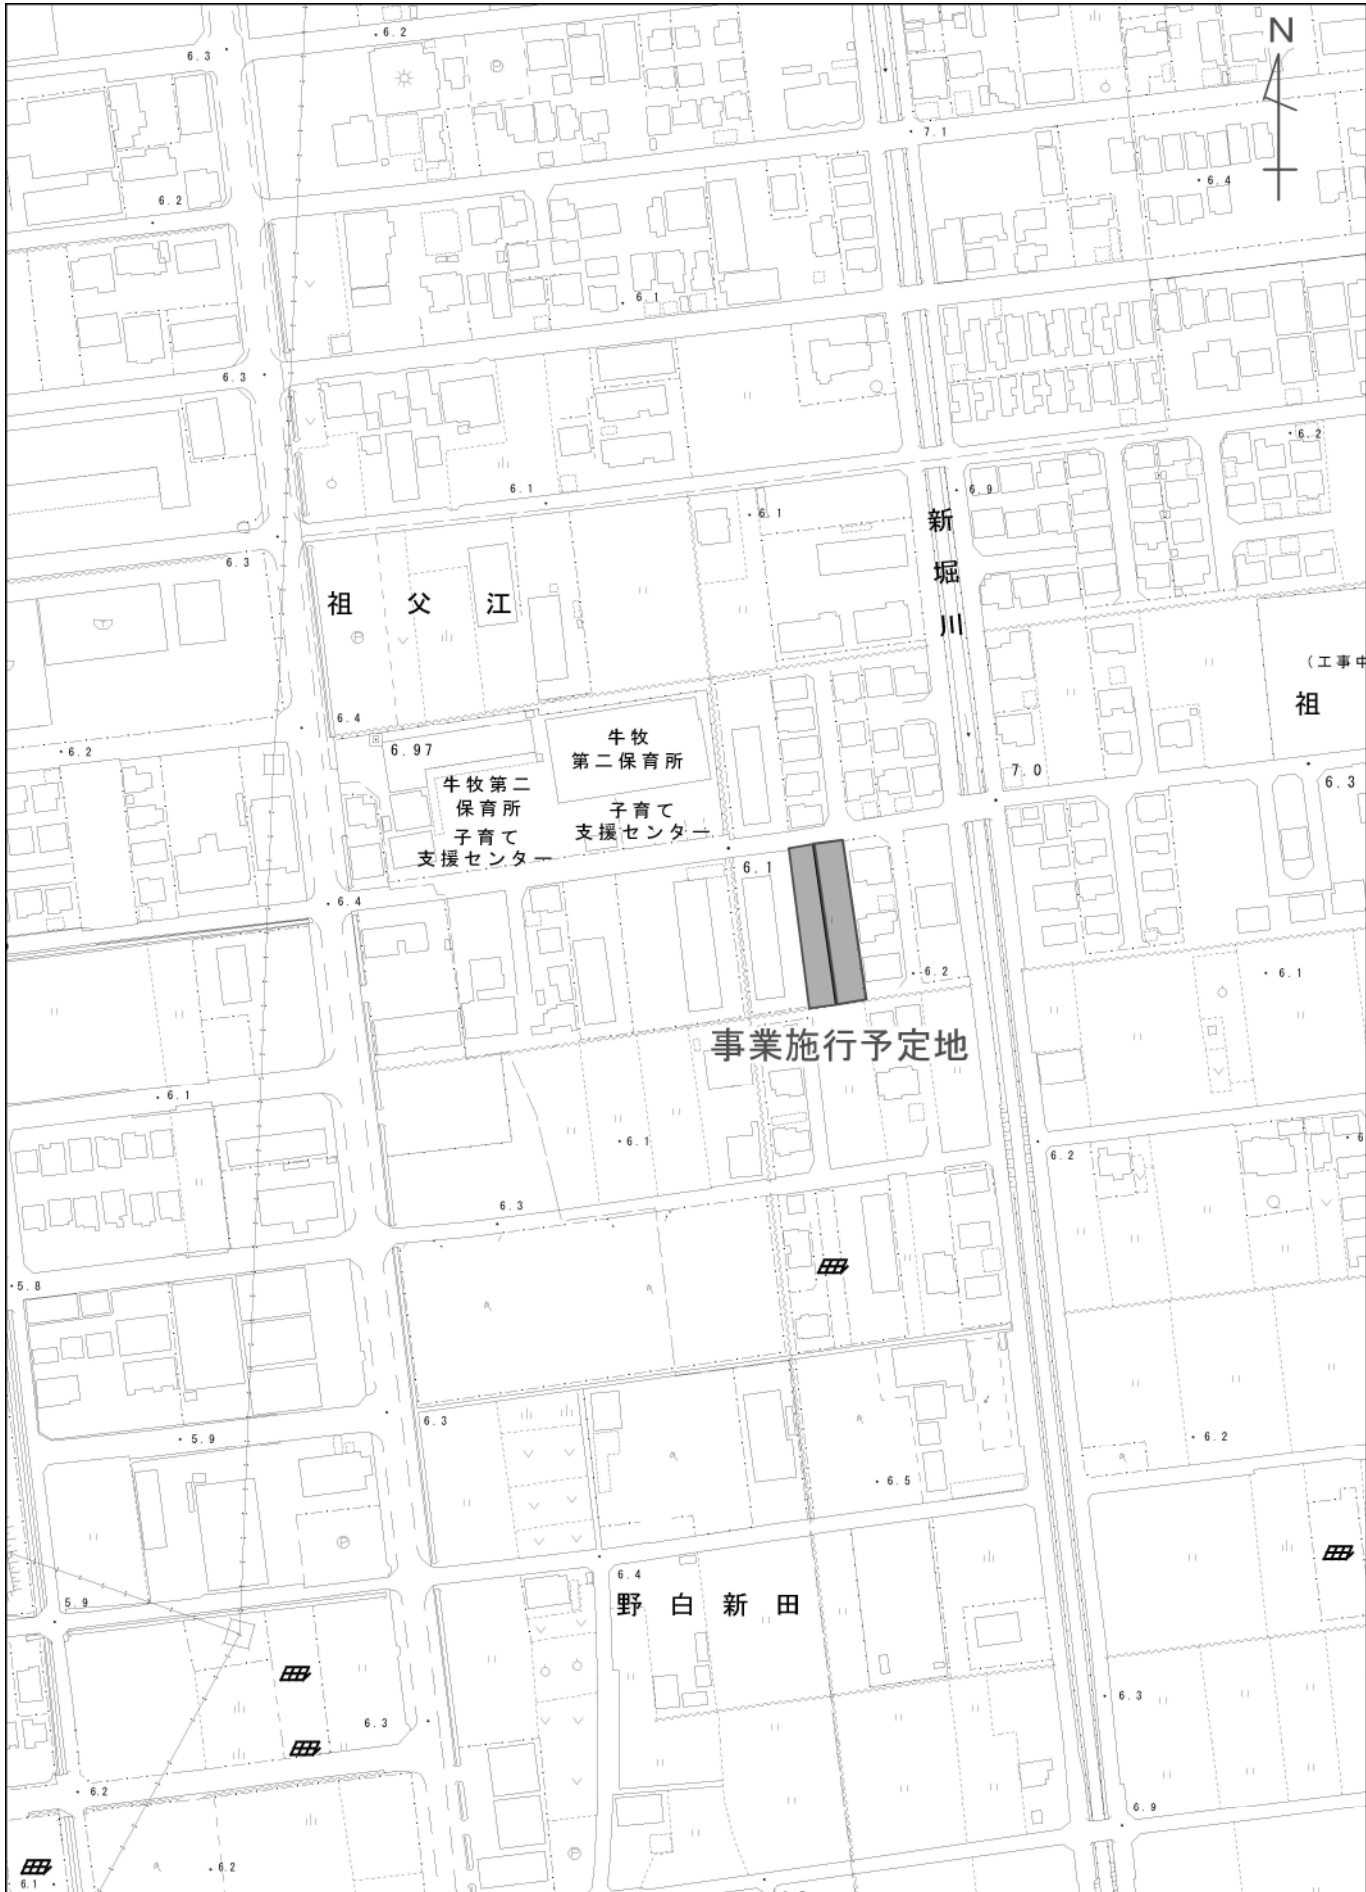 6.2
N
6.3
7.1
6.4
6.2
6.1
6.3
6.2
6.1
6.9
6.1
新堀川
6.3
祖父江
(工事中
祖
6.4
牛牧
第二保育所
6.97
6.2
7.0
牛牧第二
保育所
子育て
支援センター
6.3
子育て
支援センター
6.1
6.4
6.2
6.1
事業施行予定地
6.1
6.1
6.2
6.3
5.8
6.3
5.9
6.2
6.5
6.4
5.9
野白新田
6.3
6.3
6.2
6.9
6.2
6.1